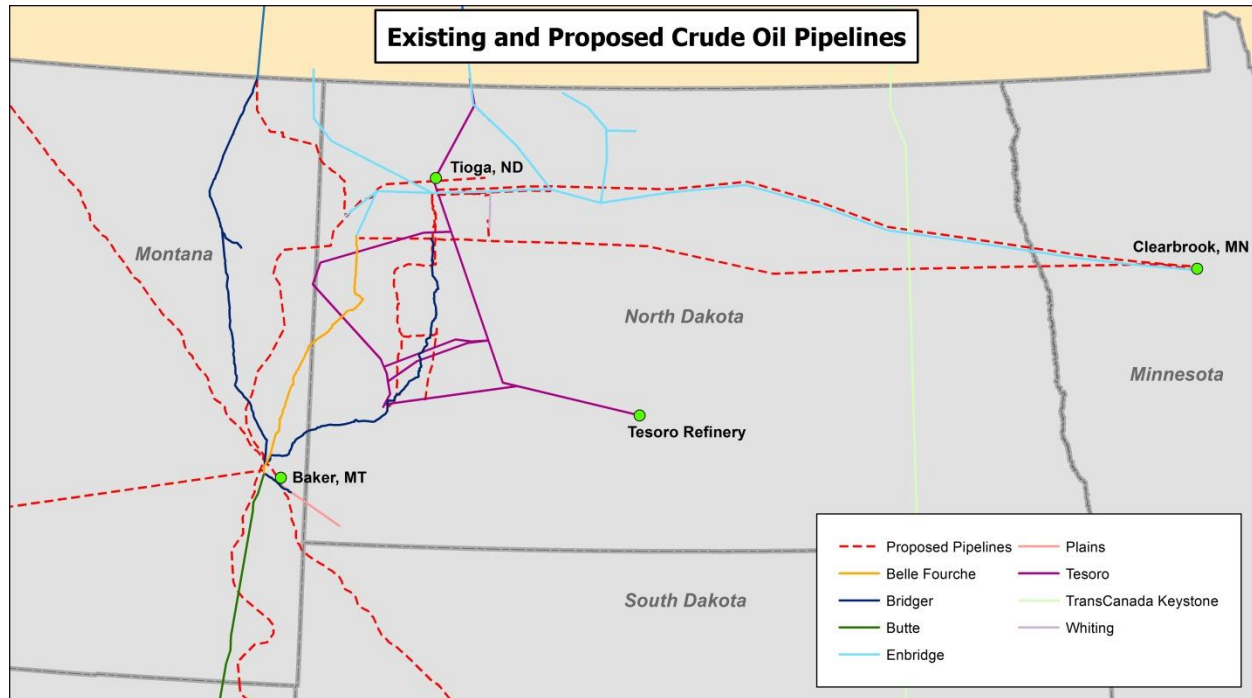 Existing and Proposed Crude Oil Pipelines
Tioga, ND
Montana
Clearbrook, MN
North Dakota
Minnesota
Tesoro Refinery
Baker, MT
South Dakota
Proposed Pipelines
Belle Fourche
Bridger
Butte
Enbridge
Plains
Tesoro
TransCanada Keystone
Whiting